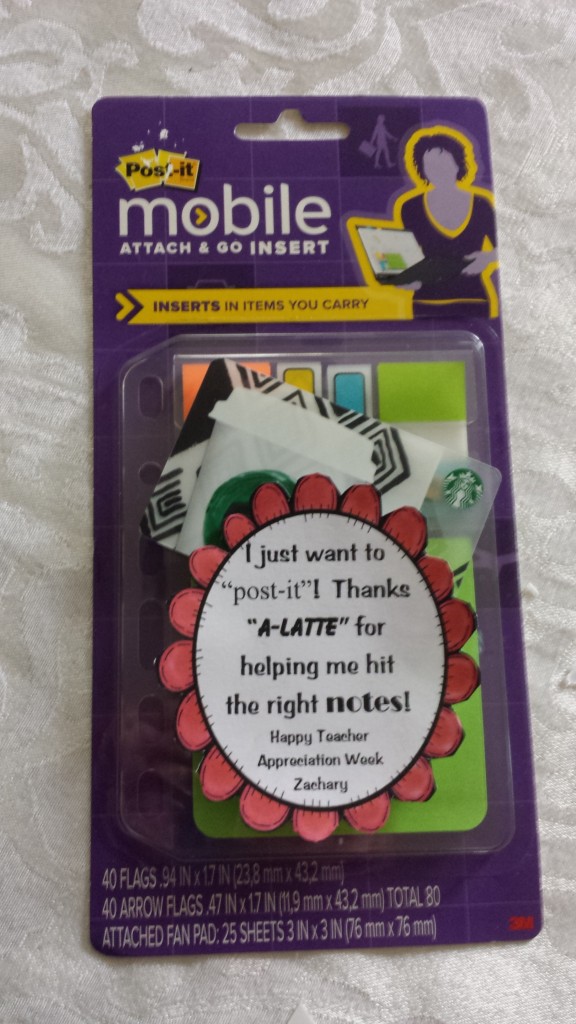 Post-it
mobile
ATTACH & GO INSERT
INSERTS IN ITEMS YOU CARRY
I just want to
“post-it”! Thanks
“A-LATTE” for
helping me hit
the right notes!
Happy Teacher
Appreciation Week
Zachary
40 FLAGS .94 IN x 1.7 IN (23,8 mm x 43,2 mm)
40 ARROW FLAGS .47 IN x 1.7 IN (11,9 mm x 43,2 mm) TOTAL 80
ATTACHED FAN PAD: 25 SHEETS 3 IN x 3 IN (76 mm x 76 mm)
3M